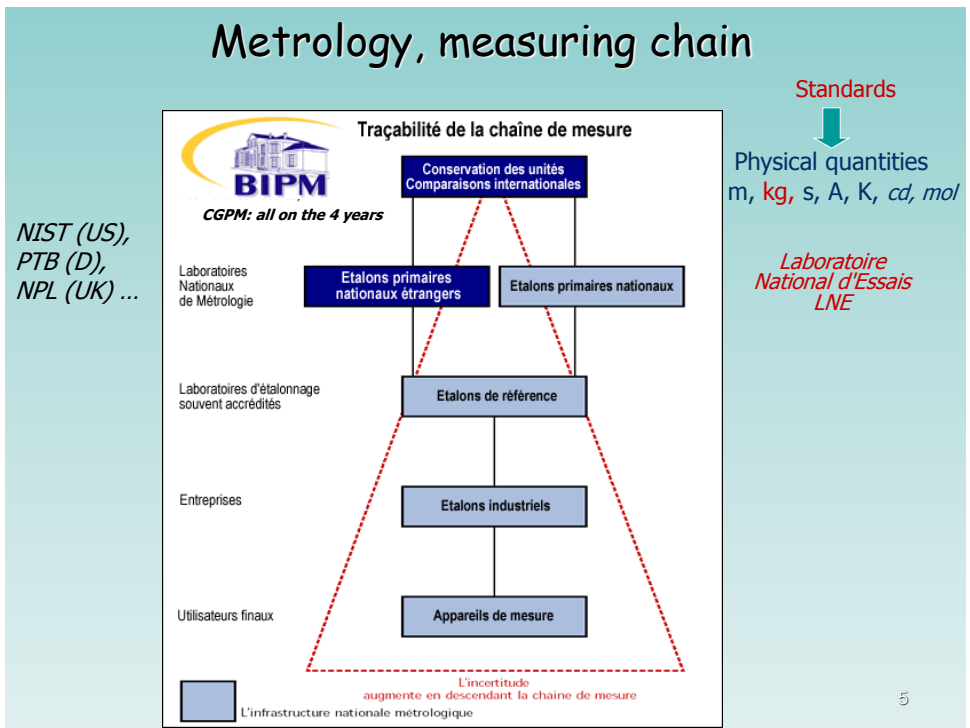 Metrology, measuring chain
Standards
Physical quantities
m, kg, s, A, K, cd, mol
NIST (US),
PTB (D),
NPL (UK) ...
Laboratoire
National d'Essais
LNE
BIPM
Traçabilité de la chaîne de mesure
Conservation des unités
Comparaisons internationales
CGPM: all on the 4 years
Laboratoires
Nationaux
de Métrologie
Etalons primaires
nationaux étrangers
Etalons primaires nationaux
Laboratoires d'étalonnage
souvent accrédités
Etalons de référence
Entreprises
Etalons industriels
Utilisateurs finaux
Appareils de mesure
L'incertitude
augmente en descendant la chaine de mesure
L'infrastructure nationale métrologique
5